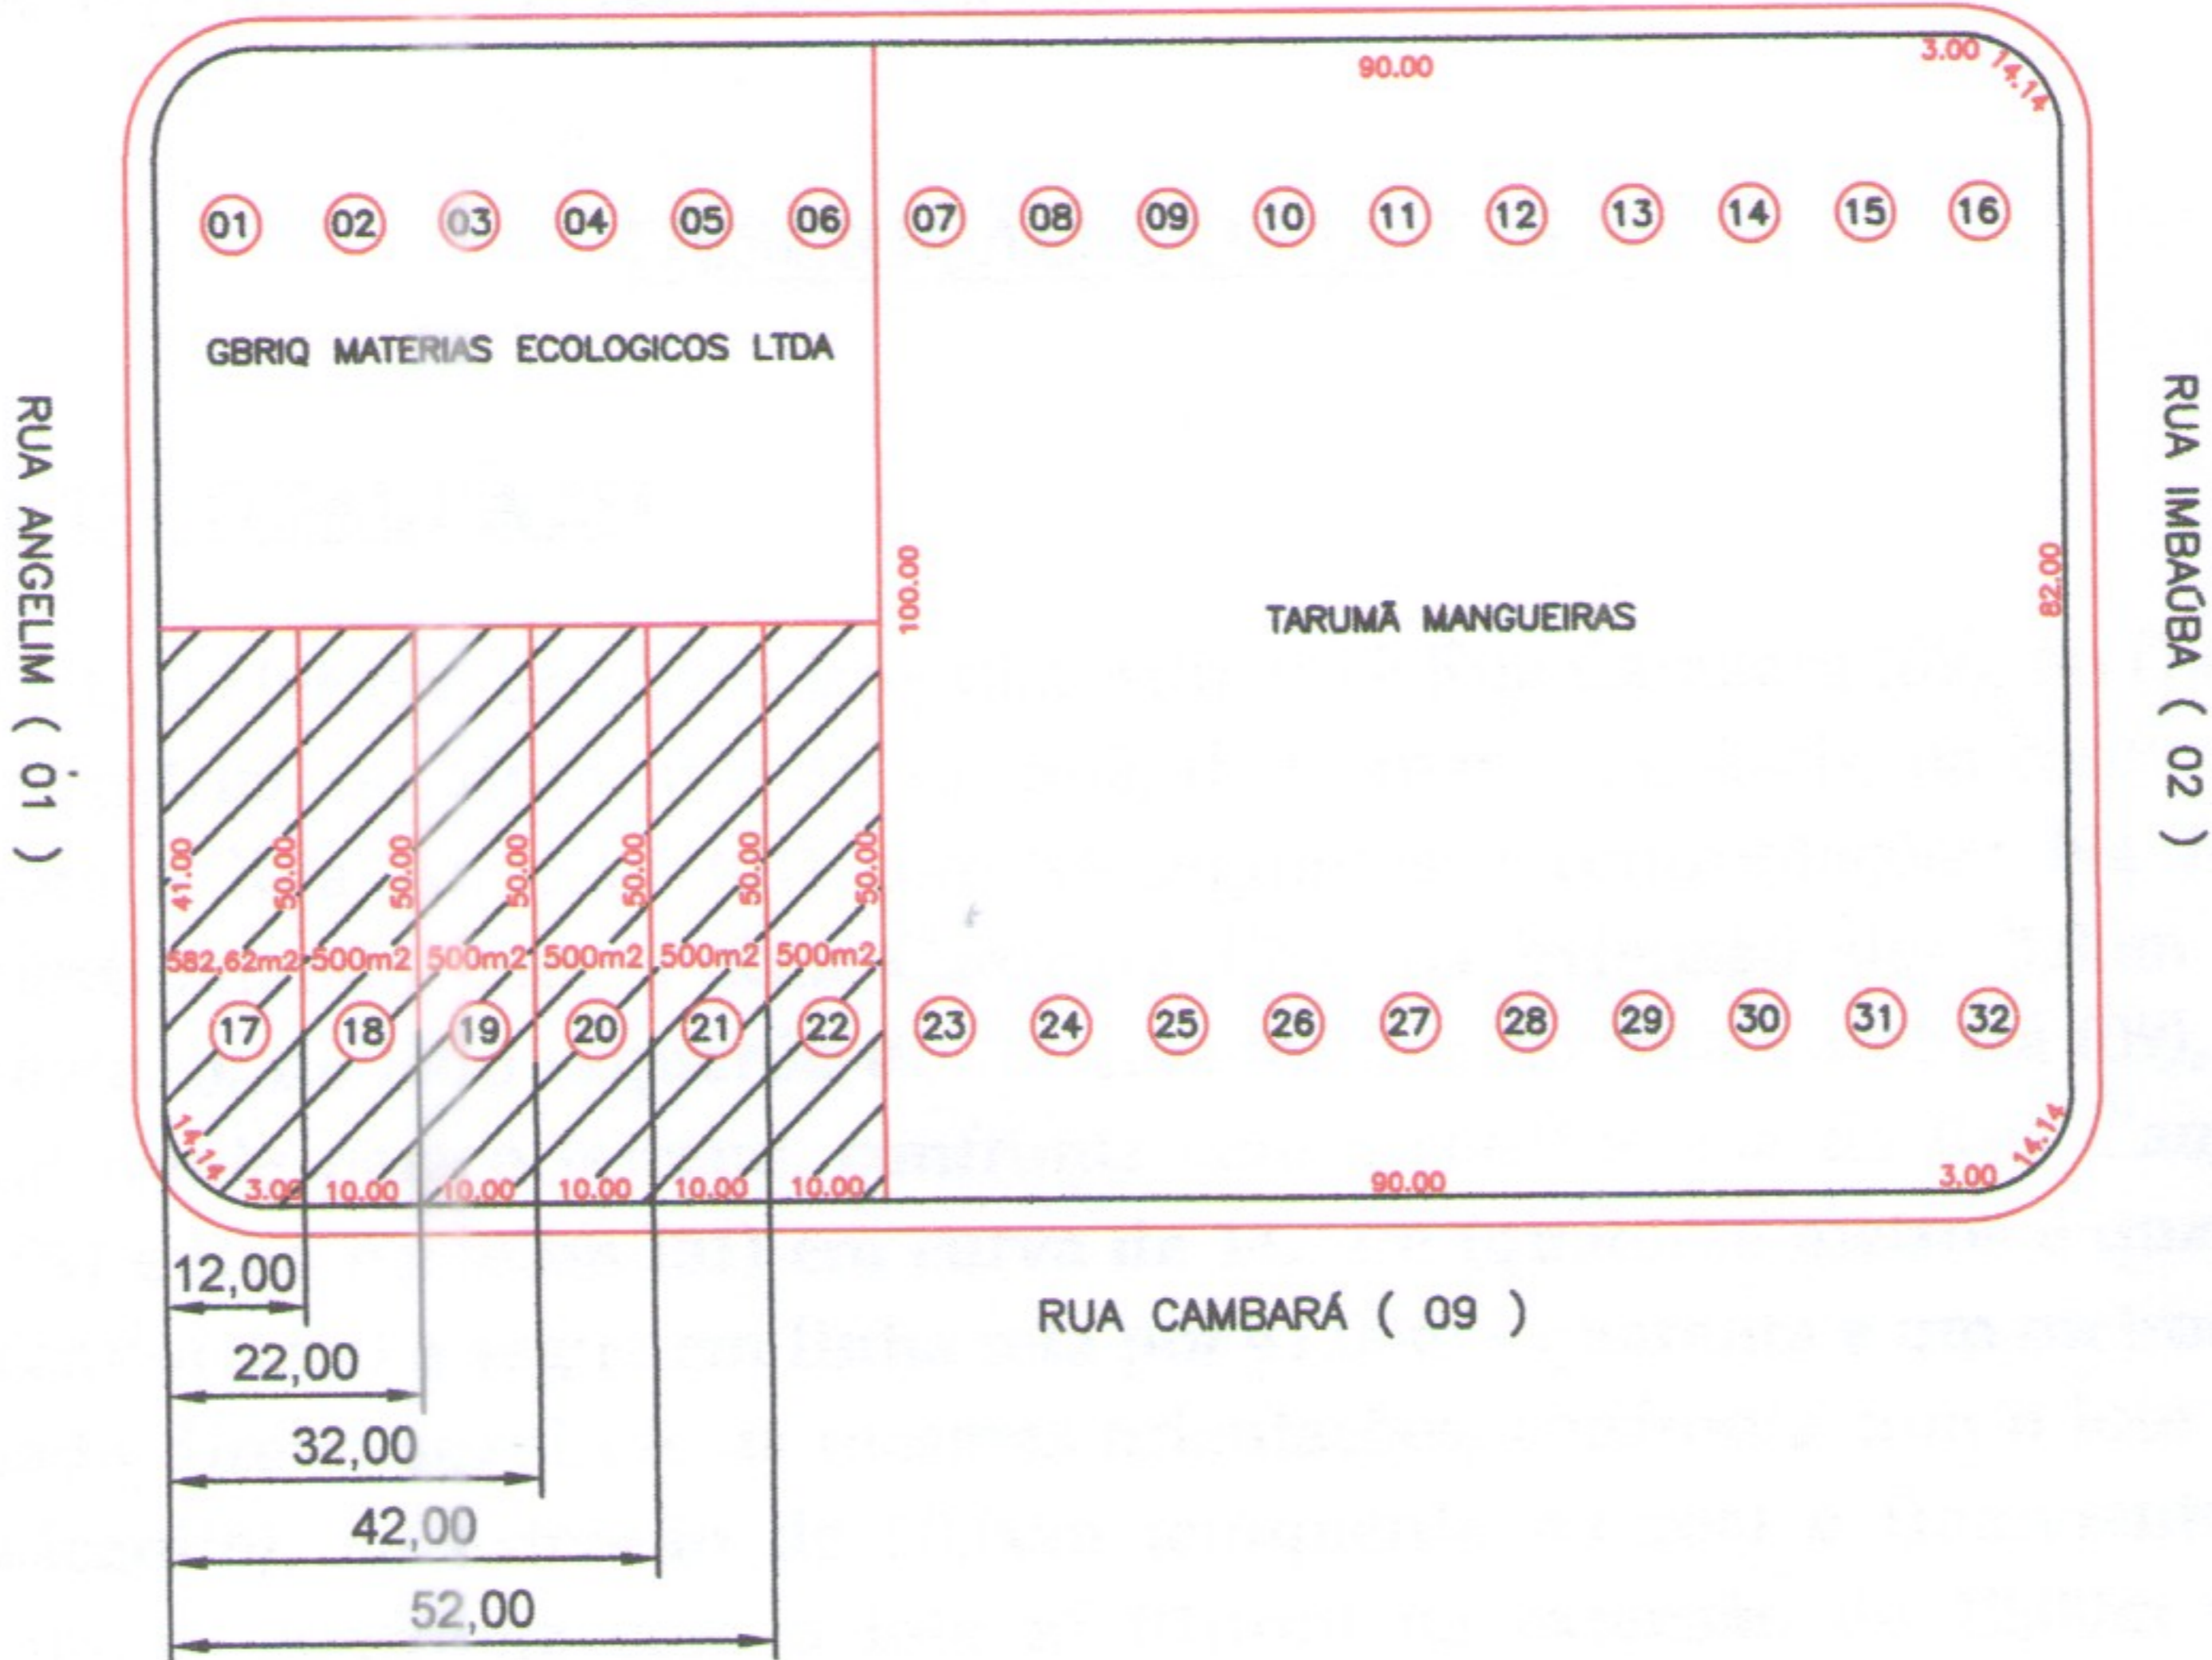 90.00
3.00
14.14
01 02 03 04 05 06 07 08 09 10 11 12 13 14 15 16
GBRIQ MATERIAS ECOLOGICOS LTDA
RUA ANGELIM ( 01 )
RUA IMBAÚBA ( 02 )
100.00
82.00
TARUMÃ MANGUEIRAS
41.00 50.00 50.00 50.00 50.00 50.00 50.00
582,62m2 500m2 500m2 500m2 500m2 500m2
17 18 19 20 21 22 23 24 25 26 27 28 29 30 31 32
14,14
3.00 10.00 10.00 10.00 10.00 10.00
90.00
3.00
14.14
12,00
RUA CAMBARÁ ( 09 )
22,00
32,00
42,00
52,00